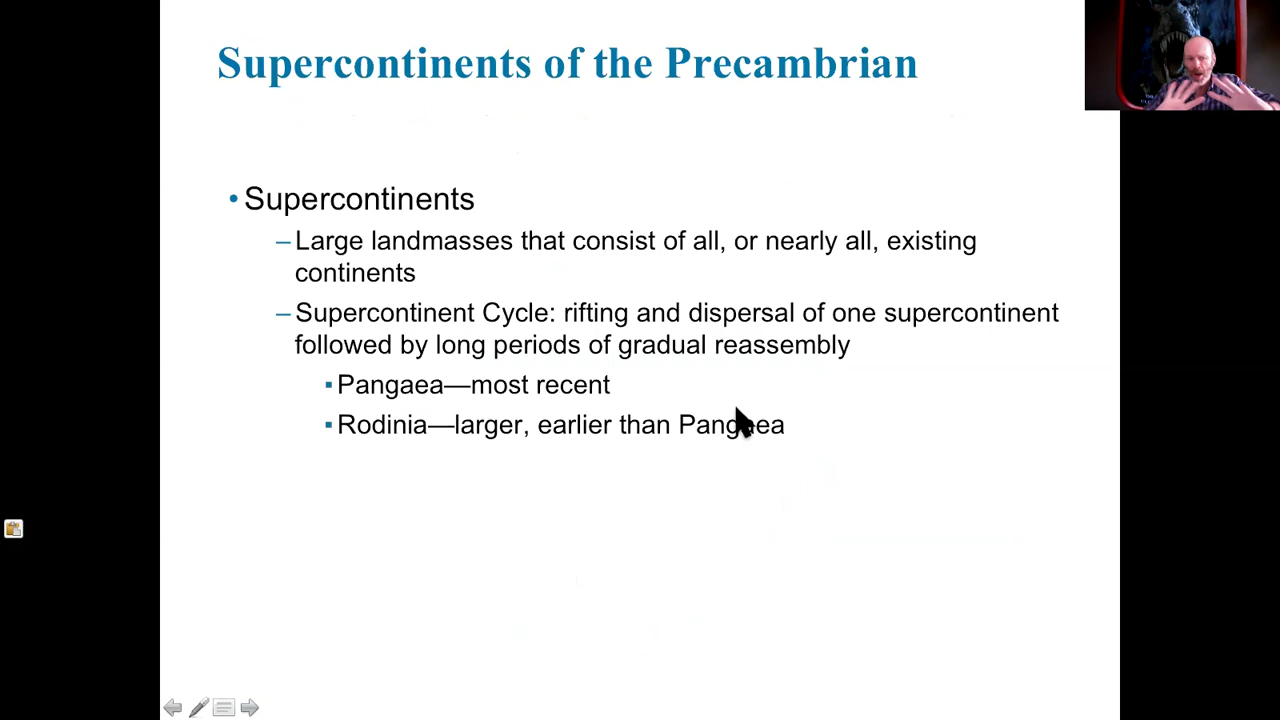 Supercontinents of the Precambrian
• Supercontinents
– Large landmasses that consist of all, or nearly all, existing
continents
– Supercontinent Cycle: rifting and dispersal of one supercontinent
followed by long periods of gradual reassembly
▪ Pangaea—most recent
▪ Rodinia—larger, earlier than Pangaea